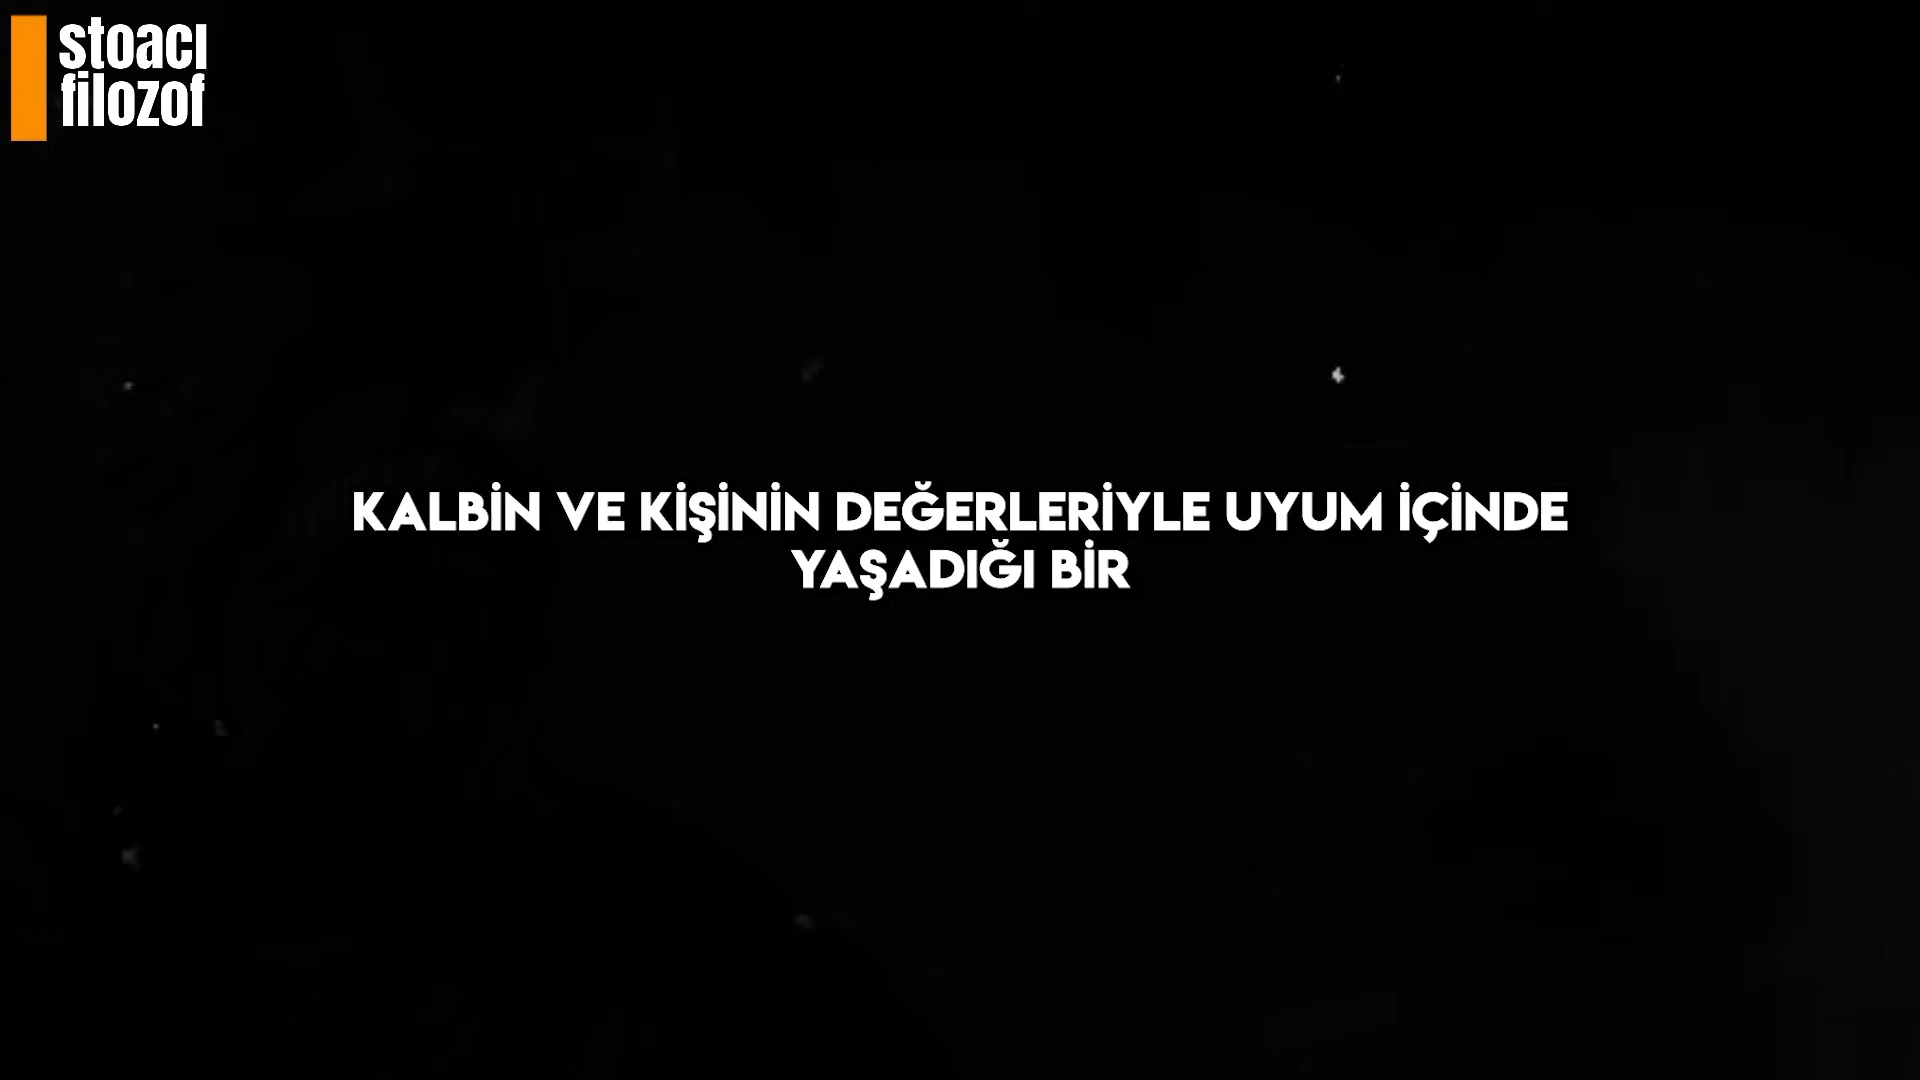 stoacı
filozof
KALBİN VE KİŞİNİN DEĞERLERİYLE UYUM İÇİNDE
YAŞADIĞI BİR